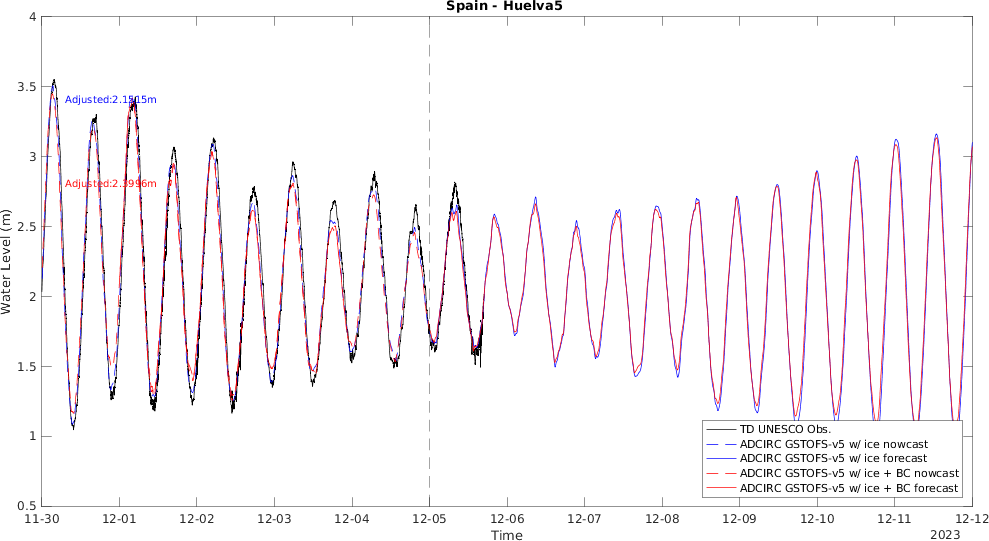 Spain - Huelva5
4
3.5
3
2.5
2
1.5
1
0.5
Water Level (m)
Adjusted:2.1515m
Adjusted:2.1996m
11-30
12-01
12-02
12-03
12-04
12-05
12-06
12-07
12-08
12-09
12-10
12-11
12-12
Time
2023
TD UNESCO Obs.
ADCIRC GSTOFS-v5 w/ ice nowcast
ADCIRC GSTOFS-v5 w/ ice forecast
ADCIRC GSTOFS-v5 w/ ice + BC nowcast
ADCIRC GSTOFS-v5 w/ ice + BC forecast